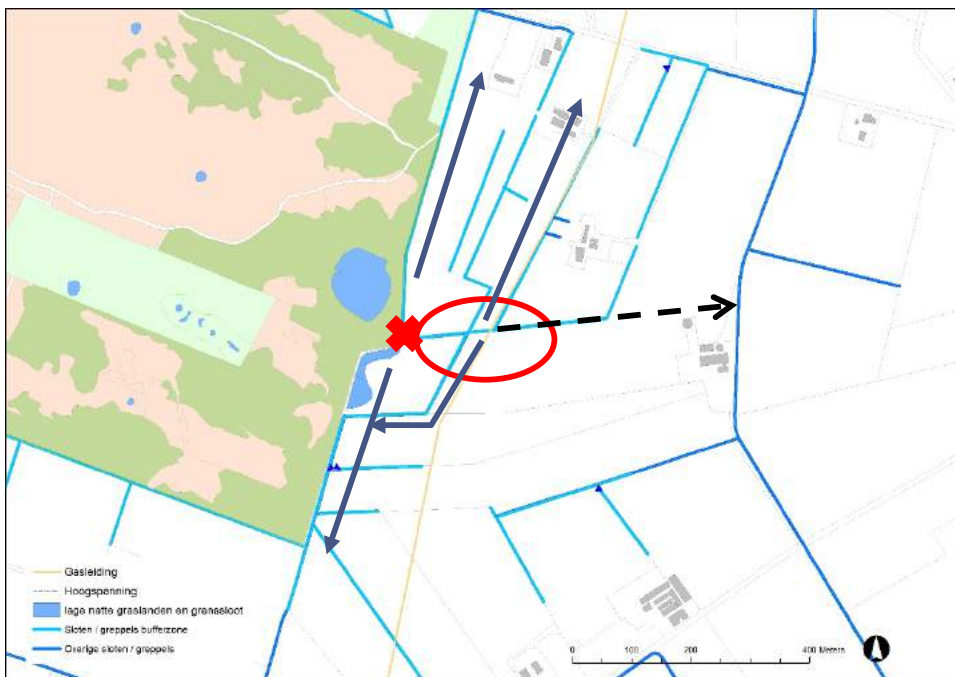 Gasleiding
Hoogspanning
lage natte graslanden en grenssloot
Sloten / greppels bufferzone
Overige sloten / greppels
0 100 200 400 Meters